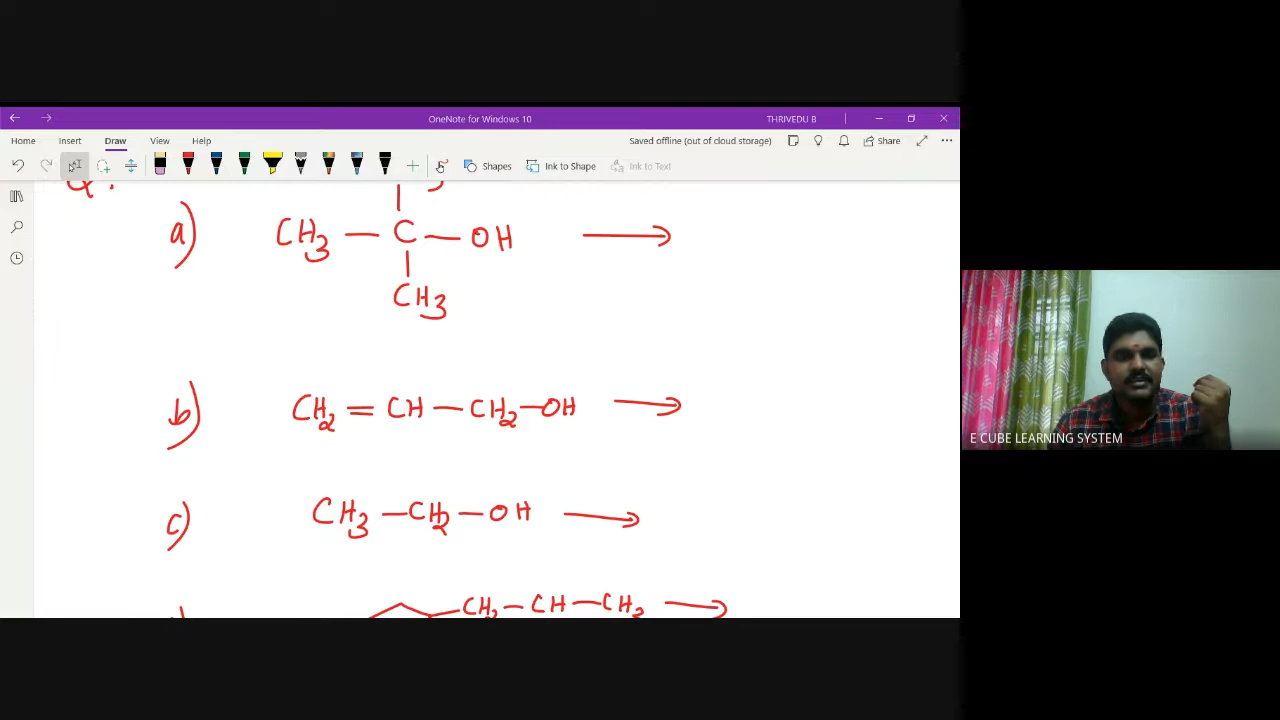 OneNote for Windows 10
THRIVEDU B
Home Insert Draw View Help
Saved offline (out of cloud storage)
Share
Shapes
Ink to Shape
Ink to Text
Q.
a) CH3 — C — OH →
CH3
b) CH2 = CH — CH2 — OH →
c) CH3 — CH2 — OH →
CH2 — CH — CH3 →
E CUBE LEARNING SYSTEM